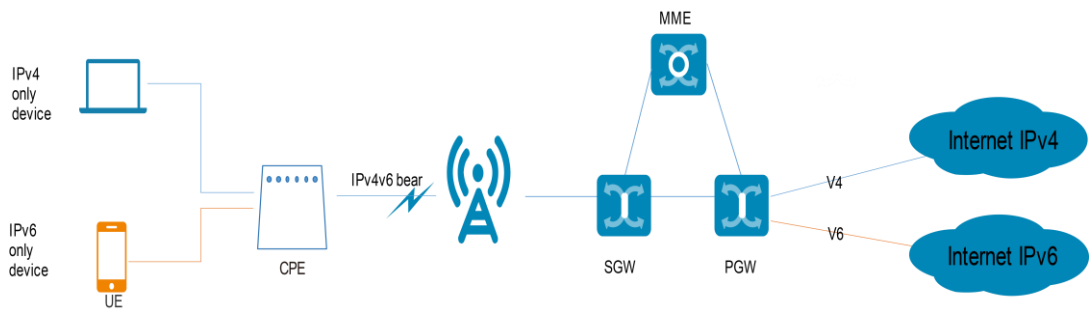 MME
IPv4
only
device
Internet IPv4
IPv4v6 bear
V4
IPv6
only
device
V6
Internet IPv6
CPE
SGW
PGW
UE